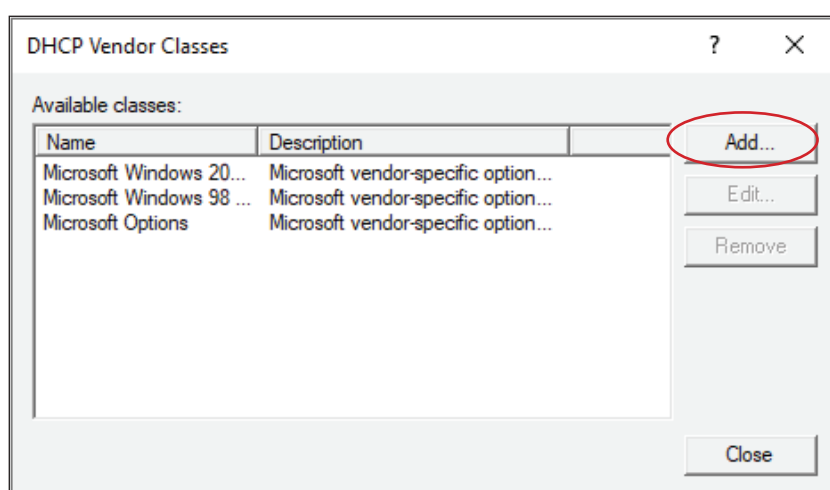 DHCP Vendor Classes ?
Available classes:
Name Description Add...
Microsoft Windows 20... Microsoft vendor-specific option...
Microsoft Windows 98 ... Microsoft vendor-specific option...
Edit...
Microsoft Options Microsoft vendor-specific option...
Remove
Close